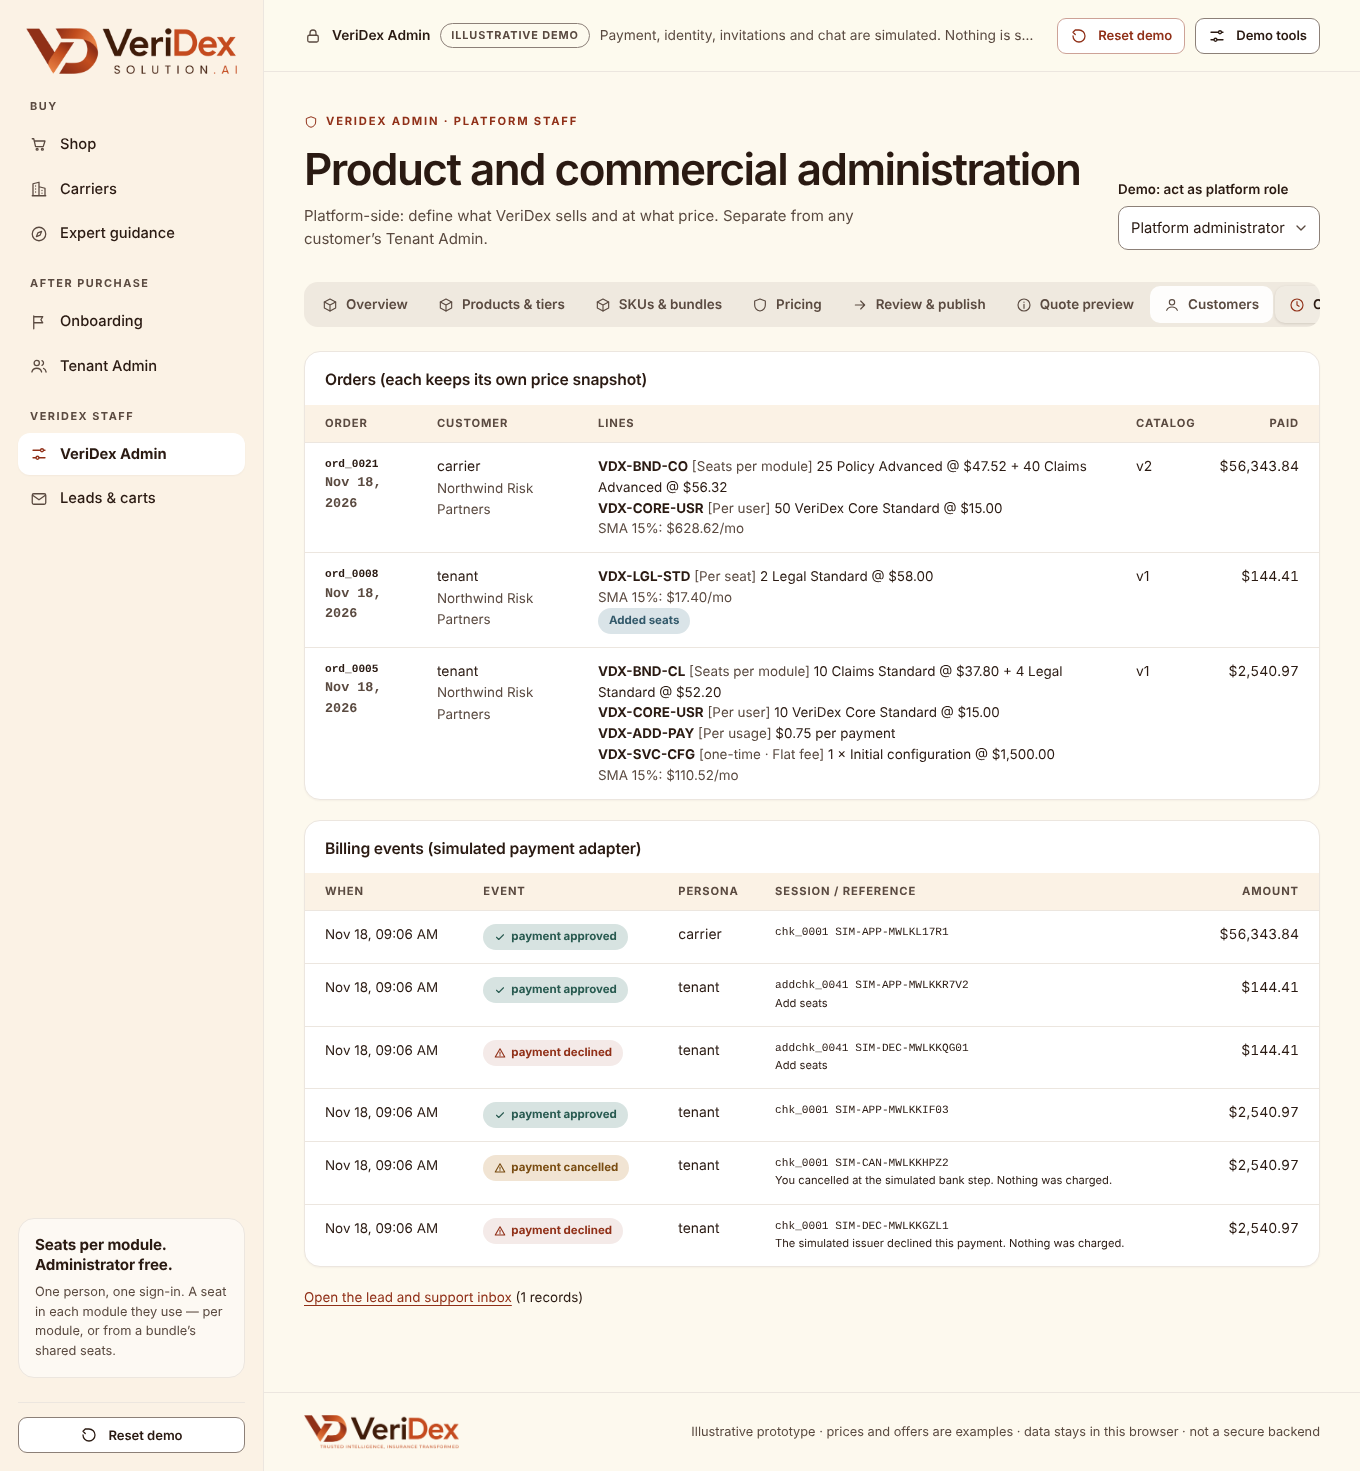 VeriDex
SOLUTION.AI
BUY
Shop
Carriers
Expert guidance
AFTER PURCHASE
Onboarding
Tenant Admin
VERIDEX STAFF
VeriDex Admin
Leads & carts
Seats per module.
Administrator free.
One person, one sign-in. A seat
in each module they use — per
module, or from a bundle's
shared seats.
Reset demo
VeriDex Admin
ILLUSTRATIVE DEMO
Payment, identity, invitations and chat are simulated. Nothing is s...
Reset demo
Demo tools
VERIDEX ADMIN · PLATFORM STAFF
Product and commercial administration
Platform-side: define what VeriDex sells and at what price. Separate from any
customer's Tenant Admin.
Demo: act as platform role
Platform administrator
Overview
Products & tiers
SKUs & bundles
Pricing
Review & publish
Quote preview
Customers
Orders (each keeps its own price snapshot)
ORDER CUSTOMER LINES CATALOG PAID
ord_0021
Nov 18,
2026
carrier
Northwind Risk
Partners
VDX-BND-CO [Seats per module] 25 Policy Advanced @ $47.52 + 40 Claims
Advanced @ $56.32
VDX-CORE-USR [Per user] 50 VeriDex Core Standard @ $15.00
SMA 15%: $628.62/mo
v2
$56,343.84
ord_0008
Nov 18,
2026
tenant
Northwind Risk
Partners
VDX-LGL-STD [Per seat] 2 Legal Standard @ $58.00
SMA 15%: $17.40/mo
Added seats
v1
$144.41
ord_0005
Nov 18,
2026
tenant
Northwind Risk
Partners
VDX-BND-CL [Seats per module] 10 Claims Standard @ $37.80 + 4 Legal
Standard @ $52.20
VDX-CORE-USR [Per user] 10 VeriDex Core Standard @ $15.00
VDX-ADD-PAY [Per usage] $0.75 per payment
VDX-SVC-CFG [one-time · Flat fee] 1 × Initial configuration @ $1,500.00
SMA 15%: $110.52/mo
v1
$2,540.97
Billing events (simulated payment adapter)
WHEN EVENT PERSONA SESSION / REFERENCE AMOUNT
Nov 18, 09:06 AM payment approved carrier chk_0001 SIM-APP-MWLKL17R1 $56,343.84
Nov 18, 09:06 AM payment approved tenant addchk_0041 SIM-APP-MWLKKR7V2 $144.41
Add seats
Nov 18, 09:06 AM payment declined tenant addchk_0041 SIM-DEC-MWLKKQG01 $144.41
Add seats
Nov 18, 09:06 AM payment approved tenant chk_0001 SIM-APP-MWLKKIF03 $2,540.97
Nov 18, 09:06 AM payment cancelled tenant chk_0001 SIM-CAN-MWLKKHPZ2 $2,540.97
You cancelled at the simulated bank step. Nothing was charged.
Nov 18, 09:06 AM payment declined tenant chk_0001 SIM-DEC-MWLKKGZL1 $2,540.97
The simulated issuer declined this payment. Nothing was charged.
Open the lead and support inbox (1 records)
VeriDex
TRUSTED INTELLIGENCE, INSURANCE TRANSFORMED
Illustrative prototype · prices and offers are examples · data stays in this browser · not a secure backend